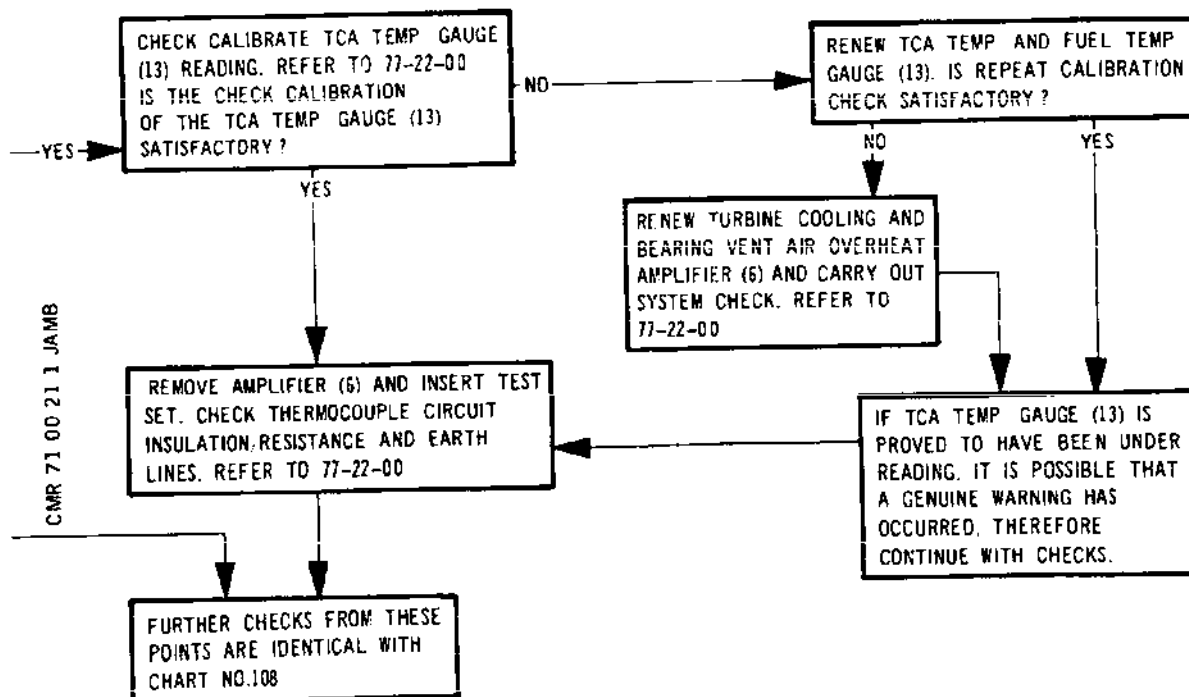 CHECK CALIBRATE TCA TEMP GAUGE
(13) READING. REFER TO 77-22-00
IS THE CHECK CALIBRATION
OF THE TCA TEMP GAUGE (13)
SATISFACTORY?
NO
RENEW TCA TEMP AND FUEL TEMP
GAUGE (13). IS REPEAT CALIBRATION
CHECK SATISFACTORY?
YES
YES
NO
YES
RENEW TURBINE COOLING AND
BEARING VENT AIR OVERHEAT
AMPLIFIER (6) AND CARRY OUT
SYSTEM CHECK. REFER TO
77-22-00
CMR 71 00 21 1 JAMB
REMOVE AMPLIFIER (6) AND INSERT TEST
SET. CHECK THERMOCOUPLE CIRCUIT
INSULATION/RESISTANCE AND EARTH
LINES. REFER TO 77-22-00
IF TCA TEMP GAUGE (13) IS
PROVED TO HAVE BEEN UNDER
READING, IT IS POSSIBLE THAT
A GENUINE WARNING HAS
OCCURRED, THEREFORE
CONTINUE WITH CHECKS.
FURTHER CHECKS FROM THESE
POINTS ARE IDENTICAL WITH
CHART NO.108